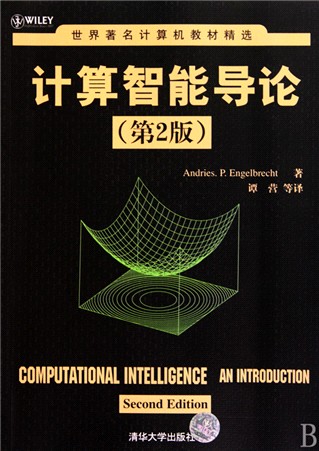 WILEY
世界著名计算机教材精选
计算智能导论
（第2版）
Andries. P. Engelbrecht 著
谭 营 等译
COMPUTATIONAL INTELLIGENCE AN INTRODUCTION
Second Edition
清华大学出版社
B